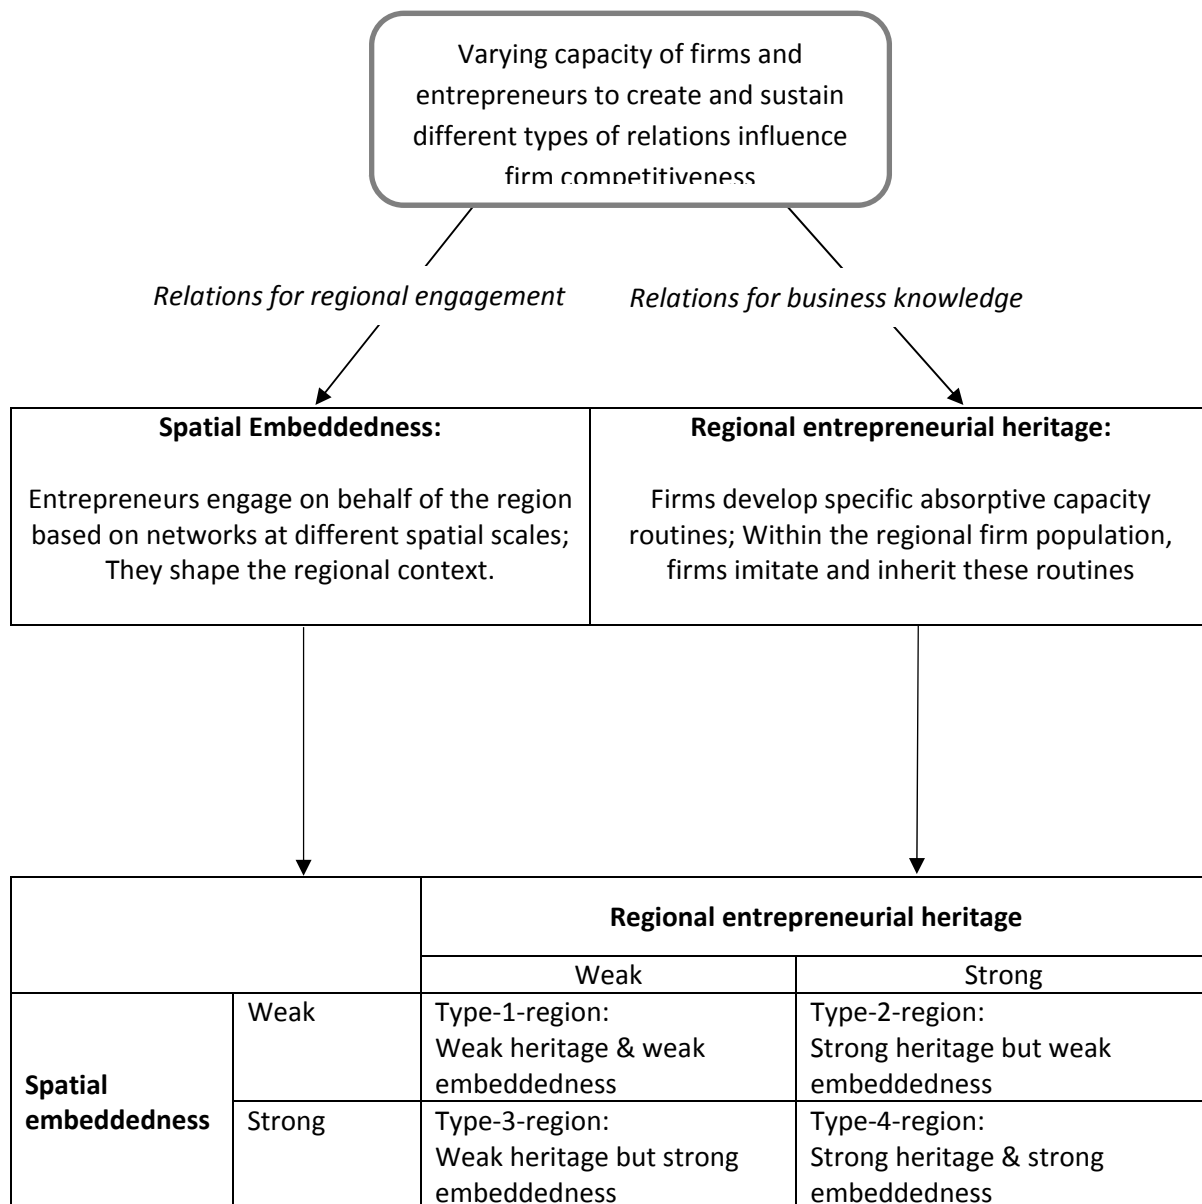 Varying capacity of firms and
entrepreneurs to create and sustain
different types of relations influence
firm competitiveness
Relations for regional engagement
Relations for business knowledge
Spatial Embeddedness:
Entrepreneurs engage on behalf of the region
based on networks at different spatial scales;
They shape the regional context.
Regional entrepreneurial heritage:
Firms develop specific absorptive capacity
routines; Within the regional firm population,
firms imitate and inherit these routines
Regional entrepreneurial heritage
Weak
Strong
Spatial
embeddedness
Weak
Type-1-region:
Weak heritage & weak
embeddedness
Type-2-region:
Strong heritage but weak
embeddedness
Strong
Type-3-region:
Weak heritage but strong
embeddedness
Type-4-region:
Strong heritage & strong
embeddedness